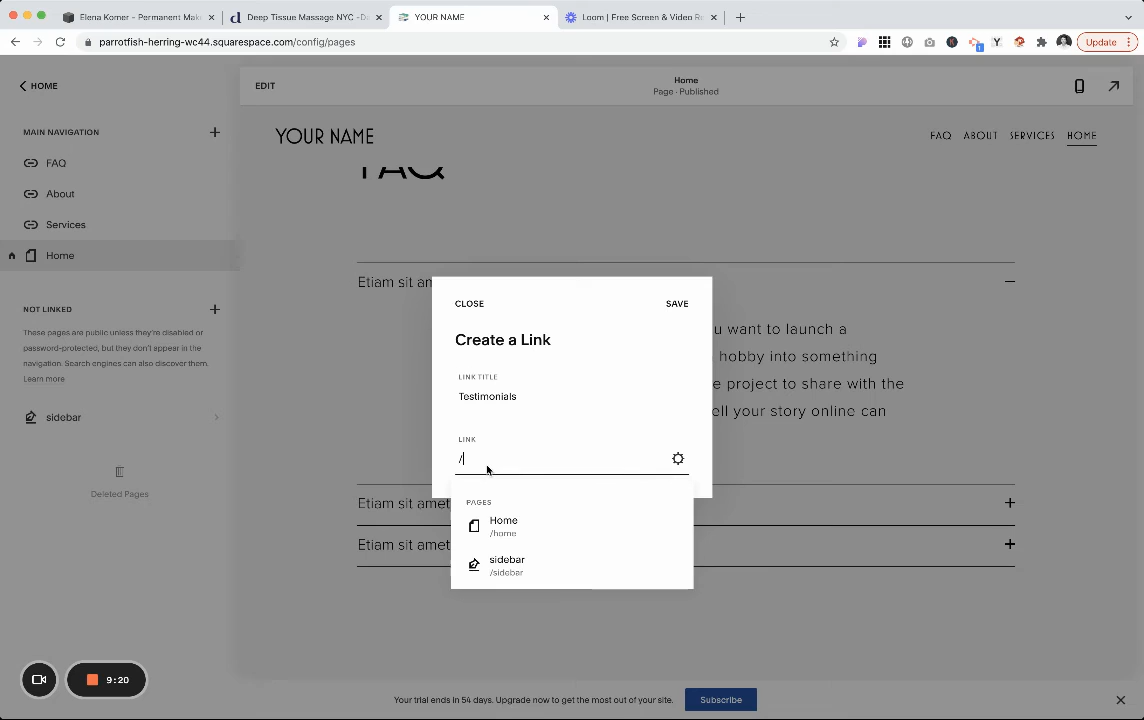 Elena Komer - Permanent Mak
Deep Tissue Massage NYC -De
YOUR NAME
Loom | Free Screen & Video Re
parrotfish-herring-wc44.squarespace.com/config/pages
Update
HOME
EDIT
Home
Page · Published
MAIN NAVIGATION
YOUR NAME
FAQ ABOUT SERVICES HOME
FAQ
FAQ
About
Services
Home
Etiam sit am
NOT LINKED
These pages are public unless they're disabled or
password-protected, but they don't appear in the
navigation. Search engines can also discover them.
Learn more
sidebar
Deleted Pages
CLOSE
SAVE
Create a Link
LINK TITLE
Testimonials
LINK
/
PAGES
Home
/home
sidebar
/sidebar
u want to launch a
hobby into something
e project to share with the
ell your story online can
Etiam sit amet
Etiam sit amet
9:20
Your trial ends in 54 days. Upgrade now to get the most out of your site.
Subscribe